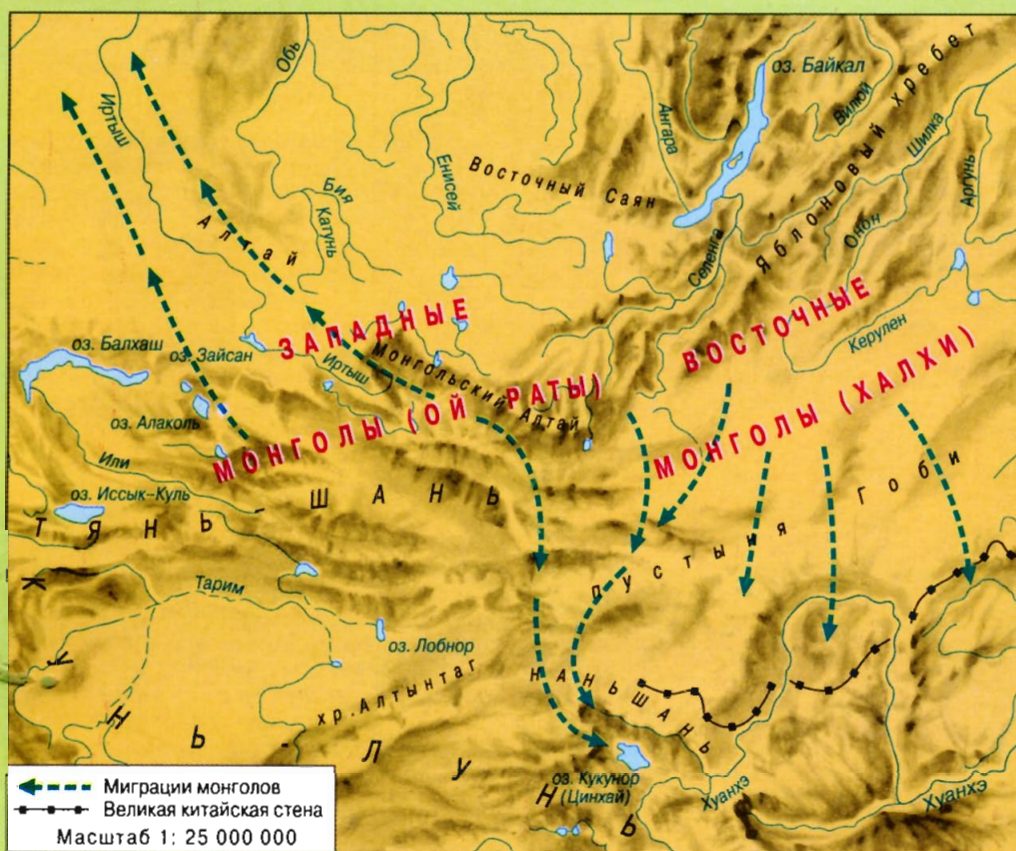 оз. Байкал
Обь
Иртыш
Ангара
Вилюй
Яблоновый хребет
Шилка
Енисей
Восточный Саян
Бия
Катунь
Аргунь
Онон
Селенга
Алтай
ЗАПАДНЫЕ
ВОСТОЧНЫЕ
оз. Балхаш
оз. Зайсан
Иртыш
Монгольский Алтай
Керулен
МОНГОЛЫ (ОЙРАТЫ)
МОНГОЛЫ (ХАЛХИ)
оз. Алаколь
Или
оз. Иссык-Куль
ТЯНЬ-ШАНЬ
Пустыня Гоби
Тарим
оз. Лобнор
хр. Алтынтаг
НАНЬШАНЬ
КУНЬ-ЛУНЬ
оз. Кукунор
(Цинхай)
Хуанхэ
Хуанхэ
Миграции монголов
Великая китайская стена
Масштаб 1: 25 000 000